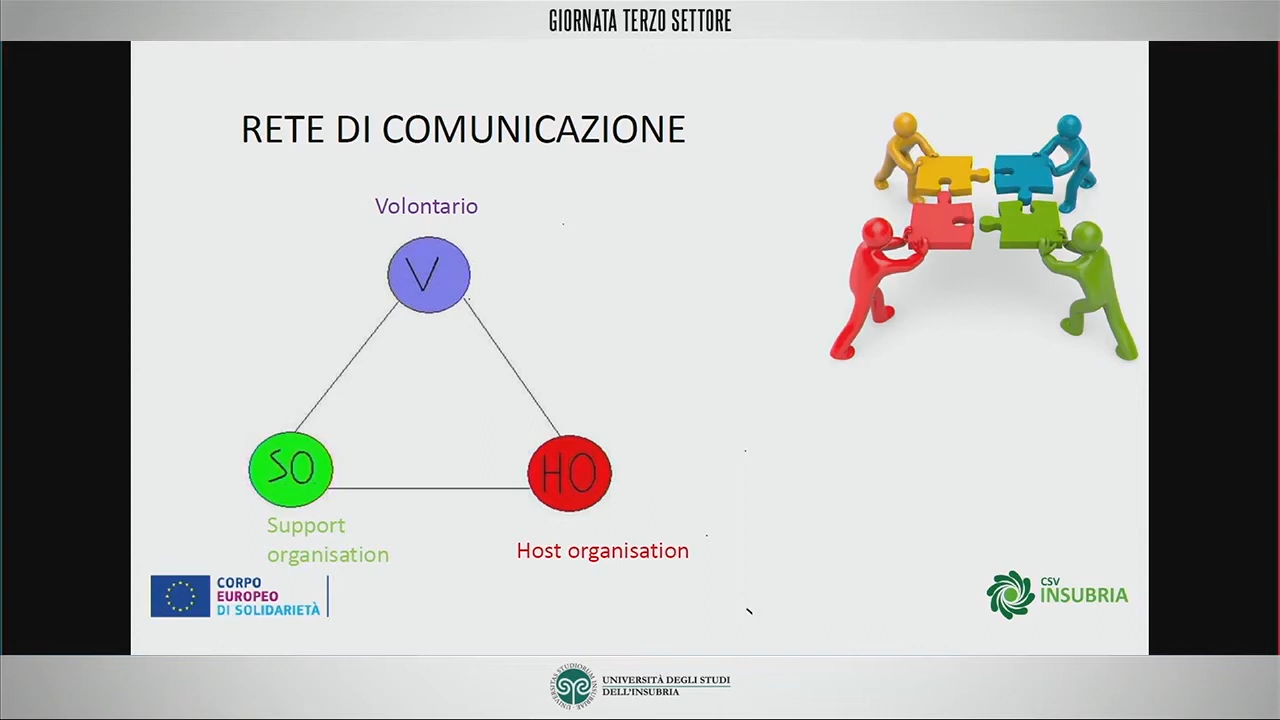 GIORNATA TERZO SETTORE
RETE DI COMUNICAZIONE
Volontario
V
SO
HO
Support
organisation
Host organisation
CORPO
EUROPEO
DI SOLIDARIETÀ
CSV
INSUBRIA
UNIVERSITÀ DEGLI STUDI
DELL'INSUBRIA